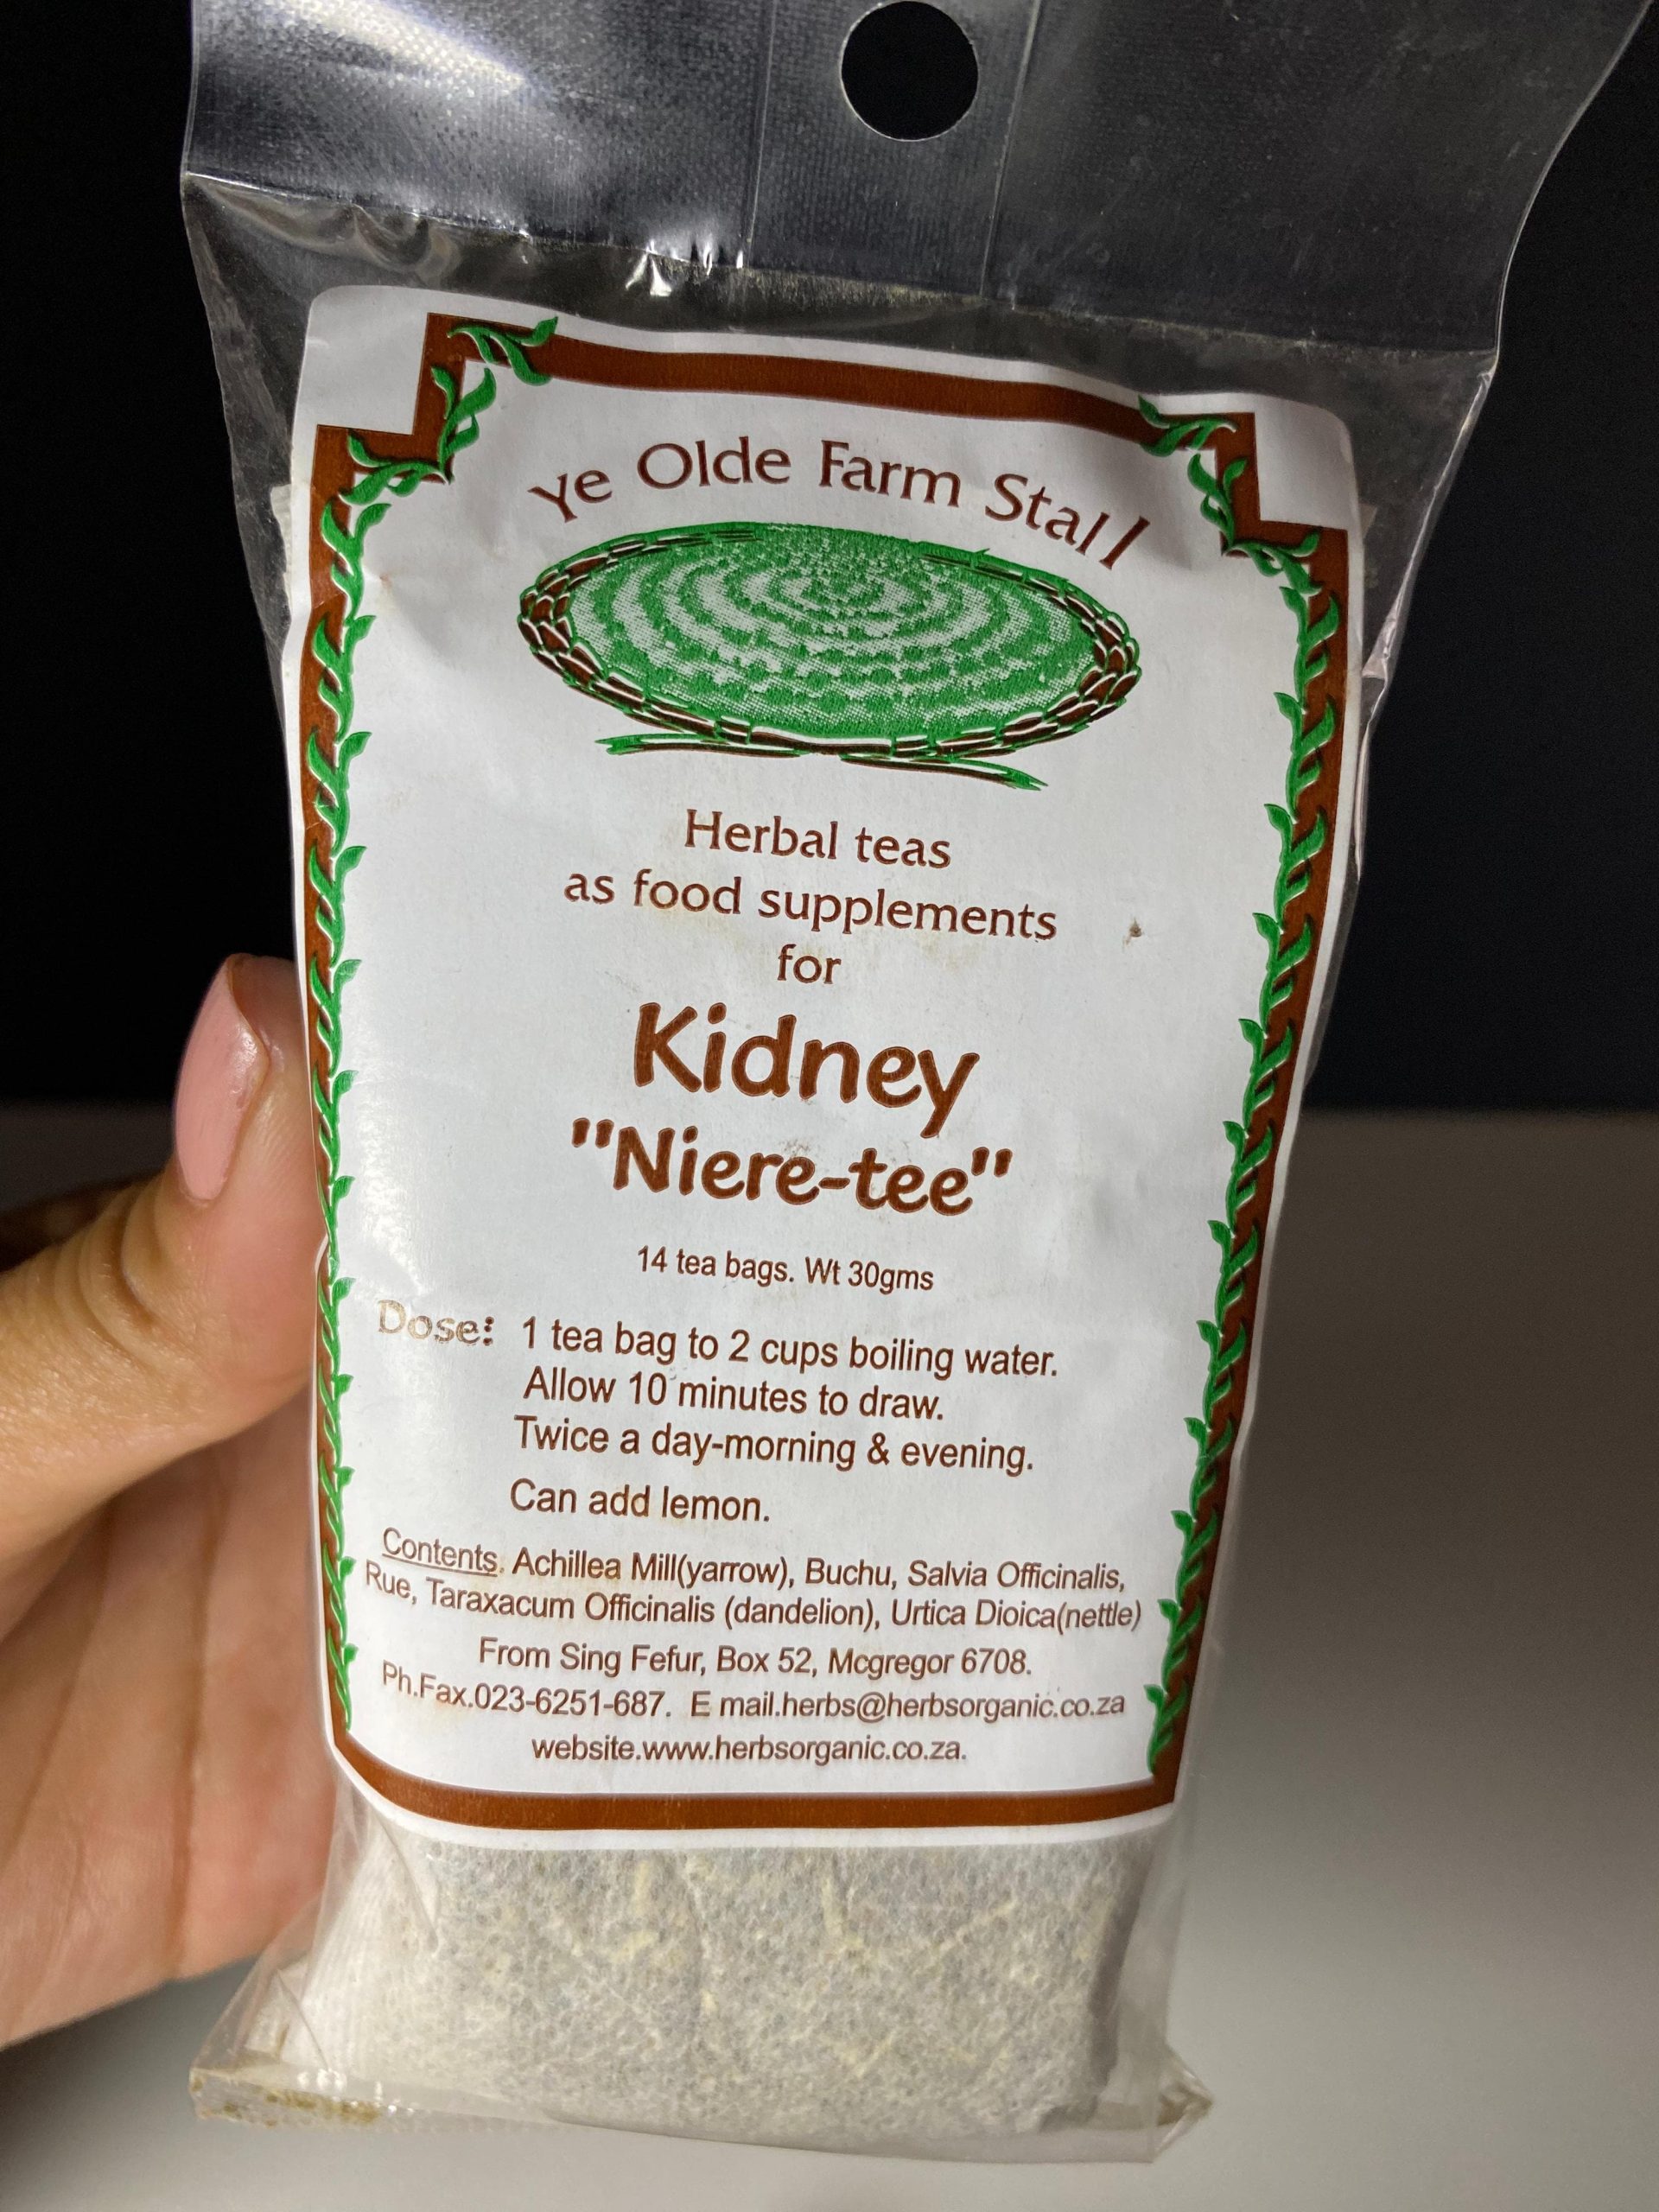 Ye Olde Farm Stall
Herbal teas
as food supplements
for
Kidney
"Niere-tee"
14 tea bags. Wt 30gms
Dose: 1 tea bag to 2 cups boiling water.
Allow 10 minutes to draw.
Twice a day-morning & evening.
Can add lemon.
Contents. Achillea Mill(yarrow), Buchu, Salvia Officinalis,
Rue, Taraxacum Officinalis (dandelion), Urtica Dioica(nettle)
From Sing Fefur, Box 52, Mcgregor 6708.
Ph.Fax.023-6251-687. E mail.herbs@herbsorganic.co.za
website.www.herbsorganic.co.za.